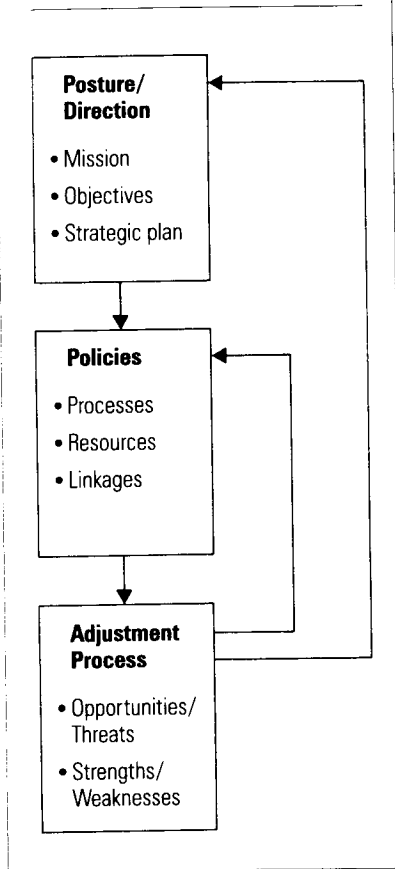 Posture/
Direction
• Mission
• Objectives
• Strategic plan
Policies
• Processes
• Resources
• Linkages
Adjustment
Process
• Opportunities/
Threats
• Strengths/
Weaknesses